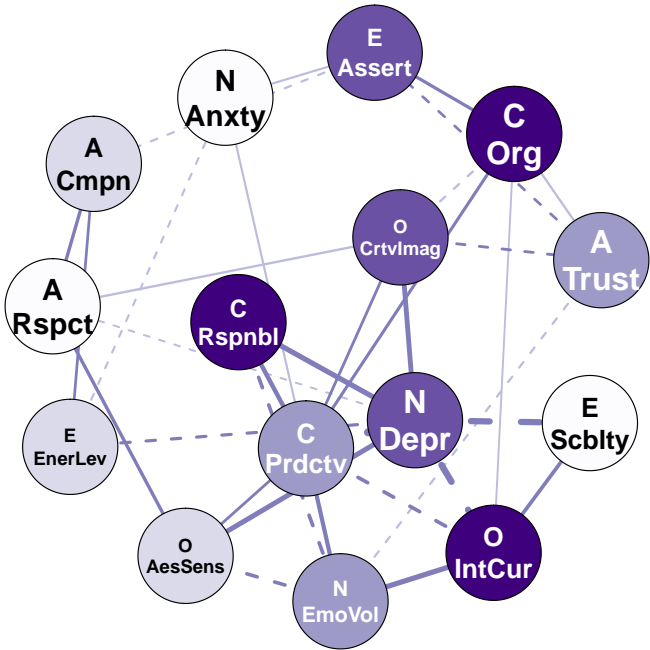 E
Assert
N
Anxty
C
Org
A
Cmpn
O
CrtvImag
A
Trust
A
Rspct
C
Rspnbl
N
Depr
E
Scblty
E
EnerLev
C
Prdctv
O
AesSens
O
IntCur
N
EmoVol